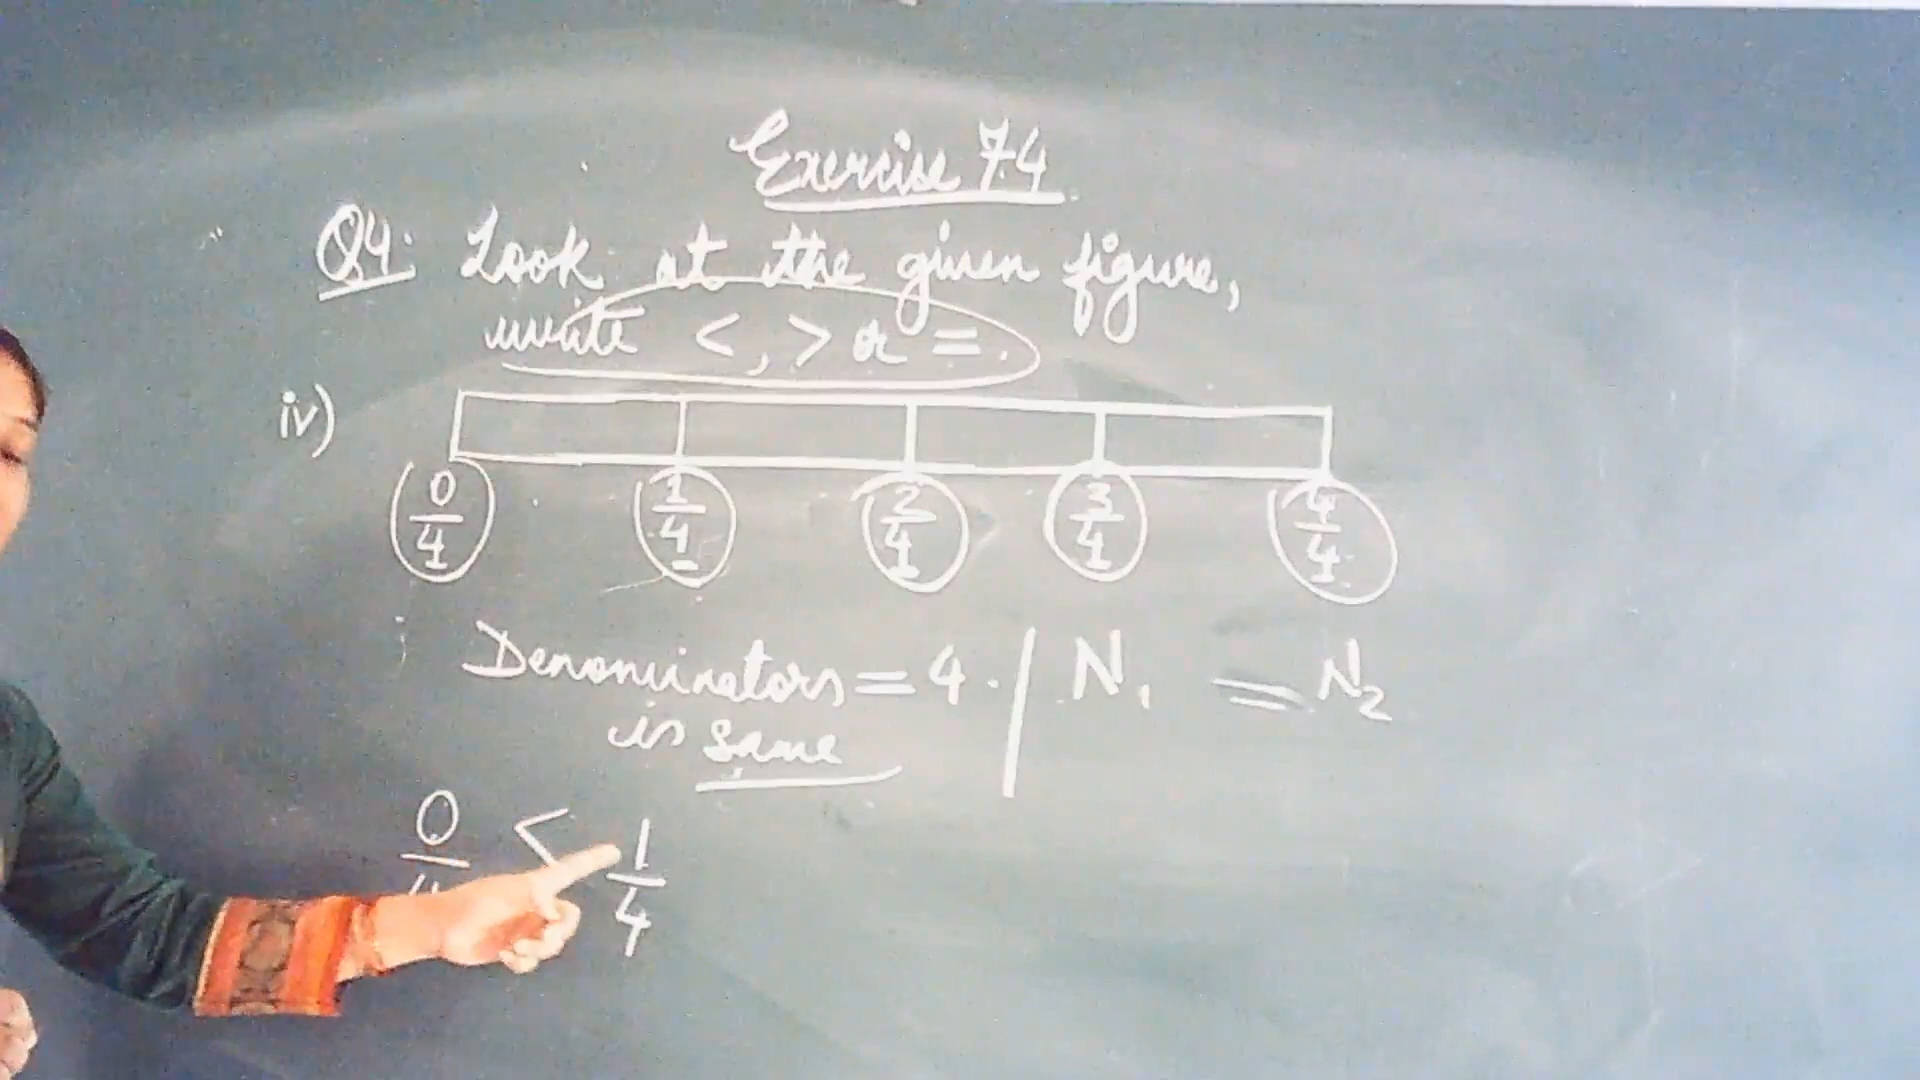 Exercise 7.4
Q4: Look at the given figure,
write <, > or =.
iv)
0/4 1/4 2/4 3/4 4/4
Denominators = 4. | N₁ = N₂
is same
0/4 < 1/4